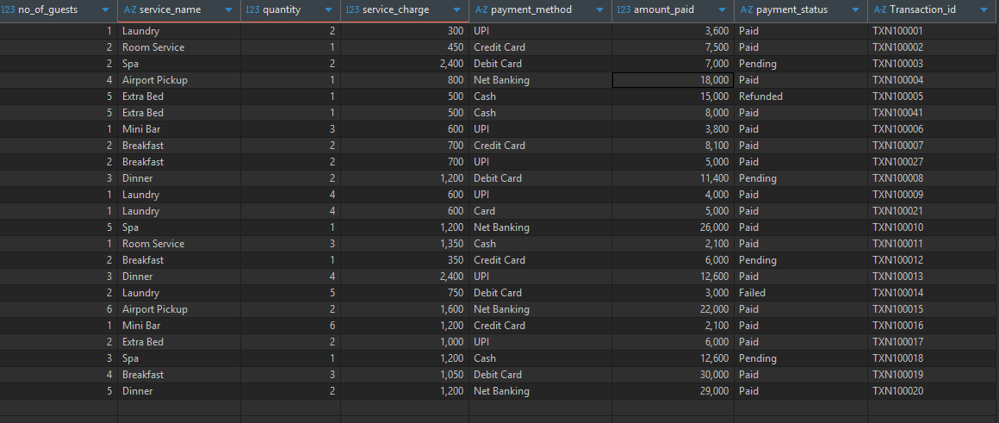 123 no_of_guests A-Z service_name 123 quantity 123 service_charge A-Z payment_method 123 amount_paid A-Z payment_status A-Z Transaction_id
1 Laundry 2 300 UPI 3,600 Paid TXN100001
2 Room Service 1 450 Credit Card 7,500 Paid TXN100002
2 Spa 2 2,400 Debit Card 7,000 Pending TXN100003
4 Airport Pickup 1 800 Net Banking 18,000 Paid TXN100004
5 Extra Bed 1 500 Cash 15,000 Refunded TXN100005
5 Extra Bed 1 500 Cash 8,000 Paid TXN100041
1 Mini Bar 3 600 UPI 3,800 Paid TXN100006
2 Breakfast 2 700 Credit Card 8,100 Paid TXN100007
2 Breakfast 2 700 UPI 5,000 Paid TXN100027
3 Dinner 2 1,200 Debit Card 11,400 Pending TXN100008
1 Laundry 4 600 UPI 4,000 Paid TXN100009
1 Laundry 4 600 Card 5,000 Paid TXN100021
5 Spa 1 1,200 Net Banking 26,000 Paid TXN100010
1 Room Service 3 1,350 Cash 2,100 Paid TXN100011
2 Breakfast 1 350 Credit Card 6,000 Pending TXN100012
3 Dinner 4 2,400 UPI 12,600 Paid TXN100013
2 Laundry 5 750 Debit Card 3,000 Failed TXN100014
6 Airport Pickup 2 1,600 Net Banking 22,000 Paid TXN100015
1 Mini Bar 6 1,200 Credit Card 2,100 Paid TXN100016
2 Extra Bed 2 1,000 UPI 6,000 Paid TXN100017
3 Spa 1 1,200 Cash 12,600 Pending TXN100018
4 Breakfast 3 1,050 Debit Card 30,000 Paid TXN100019
5 Dinner 2 1,200 Net Banking 29,000 Paid TXN100020